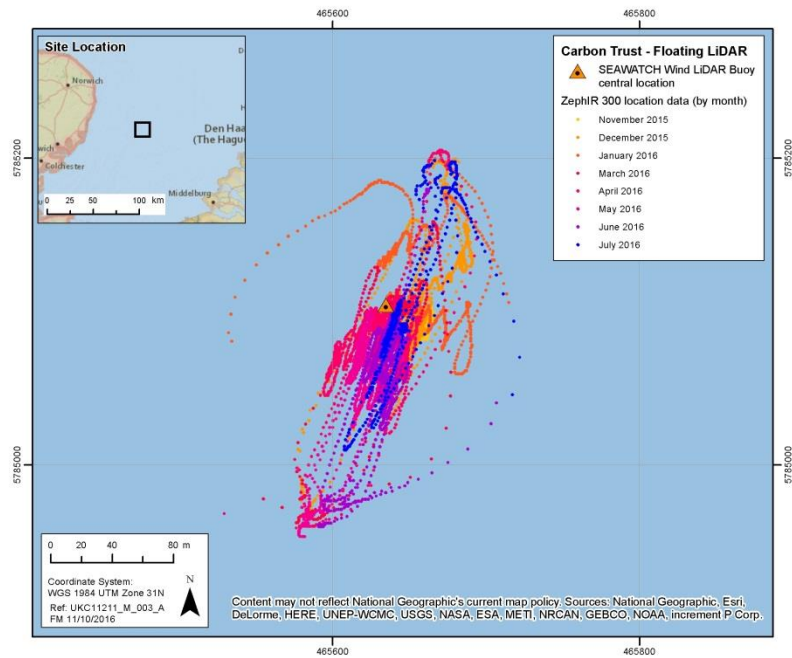 465600
465800
Site Location
Norwich
Den Haa
(The Hague
wich
Colchester
Middelburg
0 25 50 100 km
Carbon Trust - Floating LiDAR
SEAWATCH Wind LiDAR Buoy
central location
ZephIR 300 location data (by month)
November 2015
December 2015
January 2016
March 2016
April 2016
May 2016
June 2016
July 2016
5785200
5785200
5785000
5785000
0 20 40 80 m
Coordinate System:
WGS 1984 UTM Zone 31N
Ref: UKC11211_M_003_A
FM 11/10/2016
N
Content may not reflect National Geographic's current map policy. Sources: National Geographic, Esri,
DeLorme, HERE, UNEP-WCMC, USGS, NASA, ESA, METI, NRCAN, GEBCO, NOAA, increment P Corp.
465600
465800